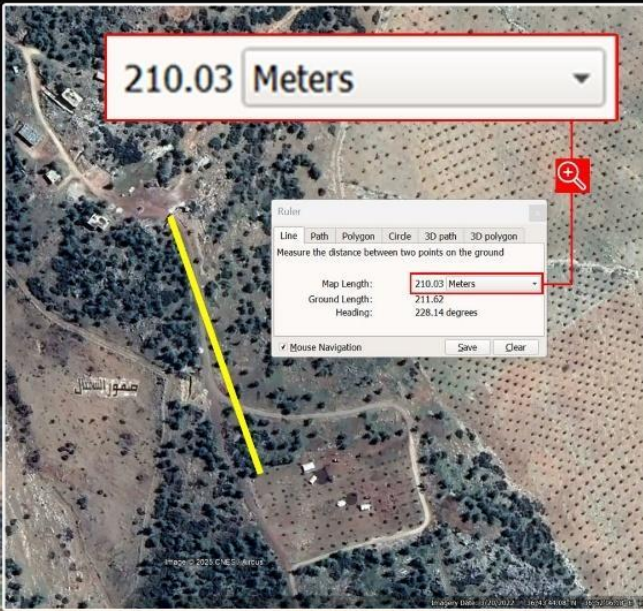 210.03 Meters
Ruler
Line Path Polygon Circle 3D path 3D polygon
Measure the distance between two points on the ground
Map Length: 210.03 Meters
Ground Length: 211.62
Heading: 228.14 degrees
Mouse Navigation Save Clear
صقور الشمال
Image © 2025 CNES / Airbus